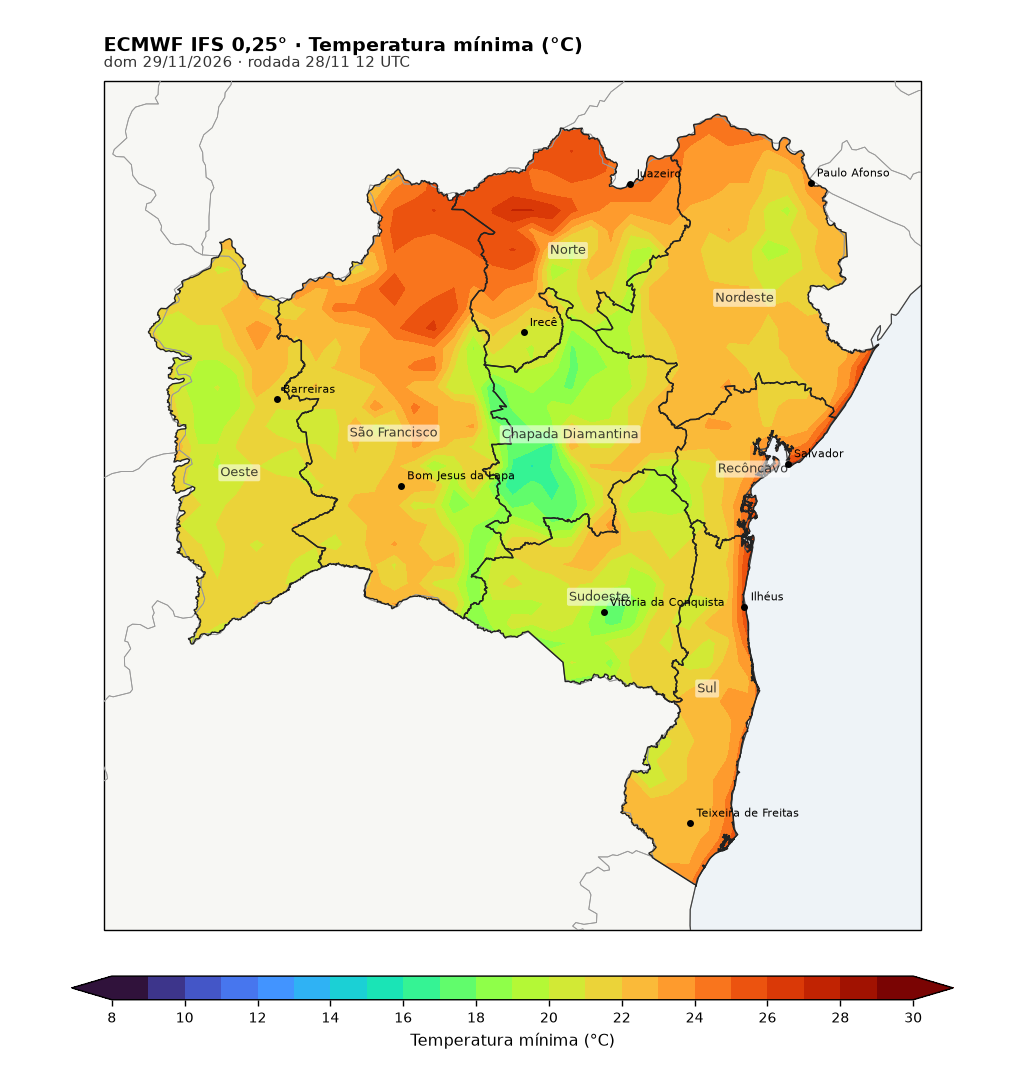 ECMWF IFS 0,25° · Temperatura mínima (°C)
dom 29/11/2026 · rodada 28/11 12 UTC
Juazeiro
Paulo Afonso
Norte
Nordeste
Irecê
Barreiras
São Francisco
Chapada Diamantina
Salvador
Recôncavo
Oeste
Bom Jesus da Lapa
Sudoeste
Vitória da Conquista
Ilhéus
Sul
Teixeira de Freitas
8 10 12 14 16 18 20 22 24 26 28 30
Temperatura mínima (°C)